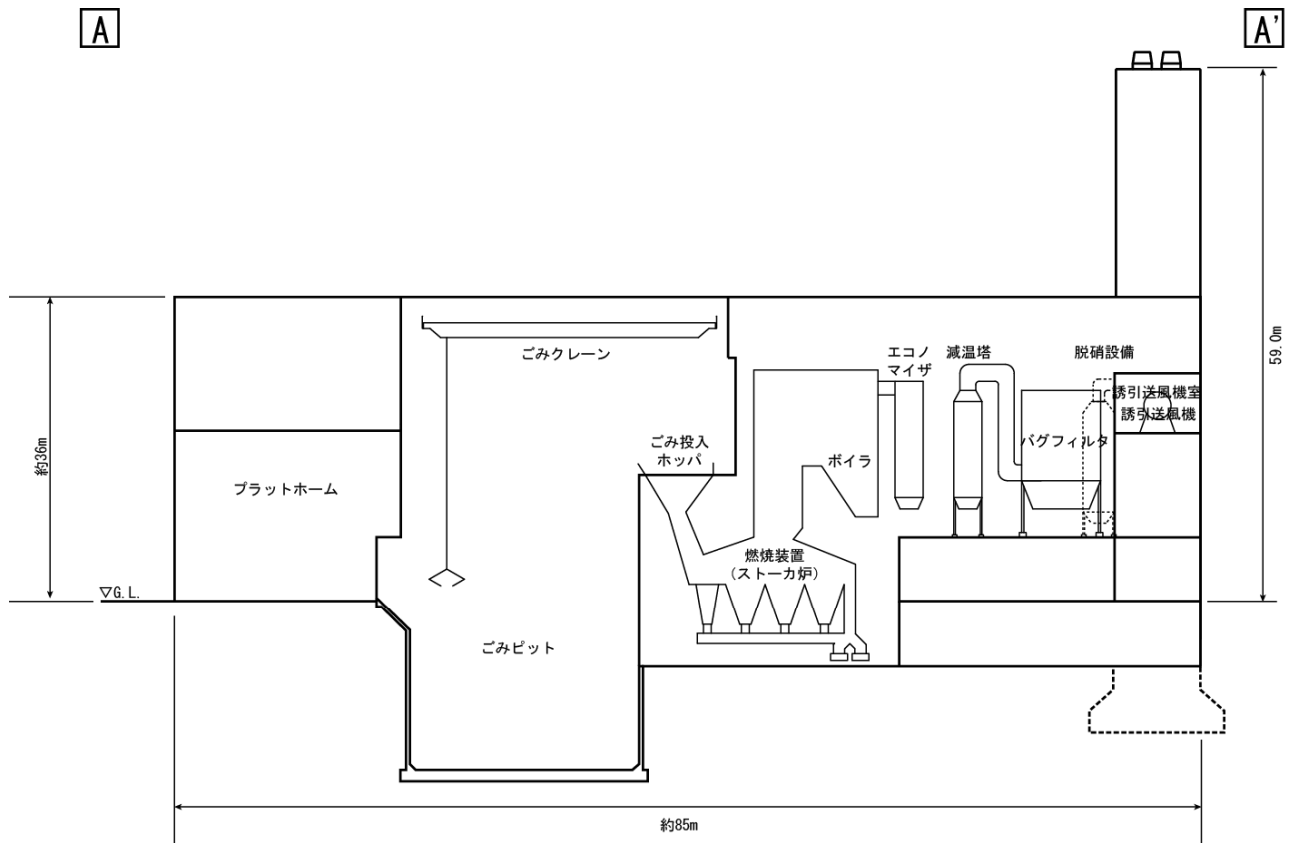 A
A'
ごみクレーン
エコノ
マイザ
減温塔
脱硝設備
59.0m
誘引送風機室
誘引送風機
約36m
ごみ投入
ホッパ
バグフィルタ
ボイラ
プラットホーム
燃焼装置
(ストーカ炉)
▽G.L.
ごみピット
約85m